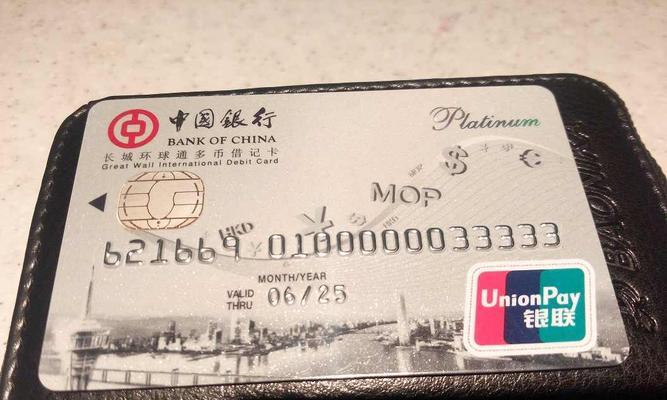 中国銀行
BANK OF CHINA
Platinum
长城环球通多币借记卡
Great Wall International Debit Card
$ €
MOP
HKD ¥
621669 0100000033333
MONTH/YEAR
VALID THRU 06/25
UnionPay
银联